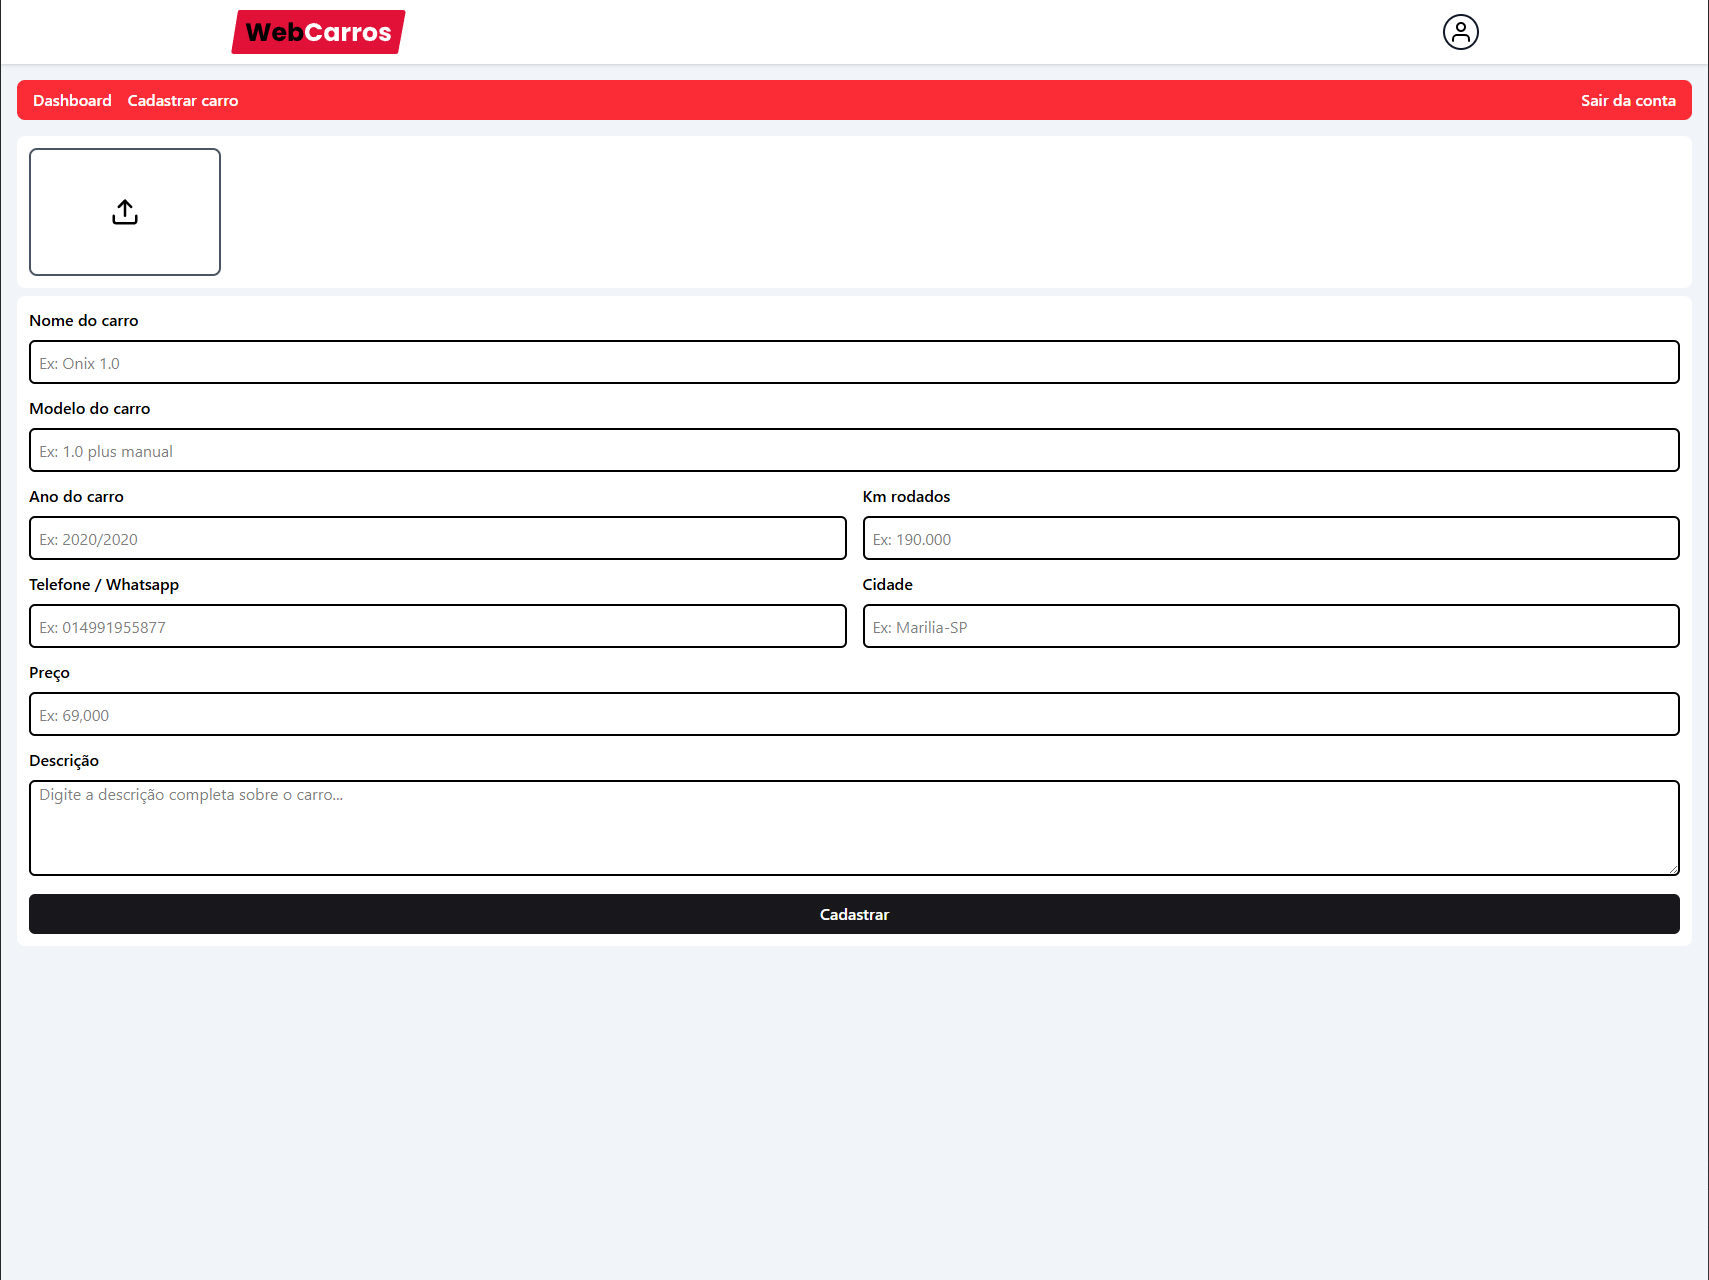 WebCarros
Dashboard Cadastrar carro Sair da conta
Nome do carro
Ex: Onix 1.0
Modelo do carro
Ex: 1.0 plus manual
Ano do carro Km rodados
Ex: 2020/2020 Ex: 190.000
Telefone / Whatsapp Cidade
Ex: 014991955877 Ex: Marilia-SP
Preço
Ex: 69,000
Descrição
Digite a descrição completa sobre o carro...
Cadastrar